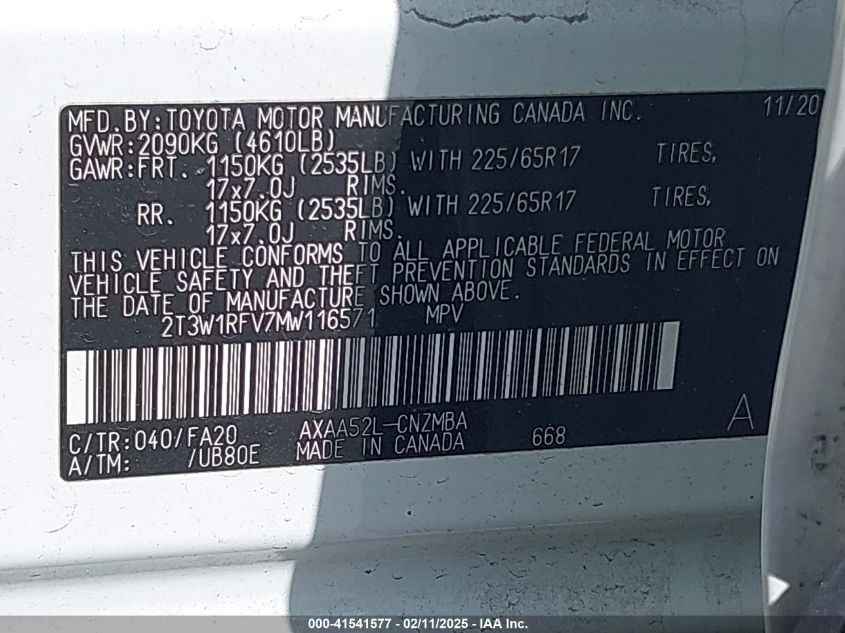 MFD.BY:TOYOTA MOTOR MANUFACTURING CANADA INC. 11/20
GVWR:2090KG (4610LB)
GAWR:FRT. 1150KG (2535LB) WITH 225/65R17 TIRES,
17x7.0J RIMS.
RR. 1150KG (2535LB) WITH 225/65R17 TIRES,
17x7.0J RIMS.
THIS VEHICLE CONFORMS TO ALL APPLICABLE FEDERAL MOTOR
VEHICLE SAFETY AND THEFT PREVENTION STANDARDS IN EFFECT ON
THE DATE OF MANUFACTURE SHOWN ABOVE.
2T3W1RFV7MW116571 MPV
C/TR:040/FA20 AXAA52L-CNZMBA A
A/TM: /UB80E MADE IN CANADA 668
000-41541577 - 02/11/2025 - IAA Inc.